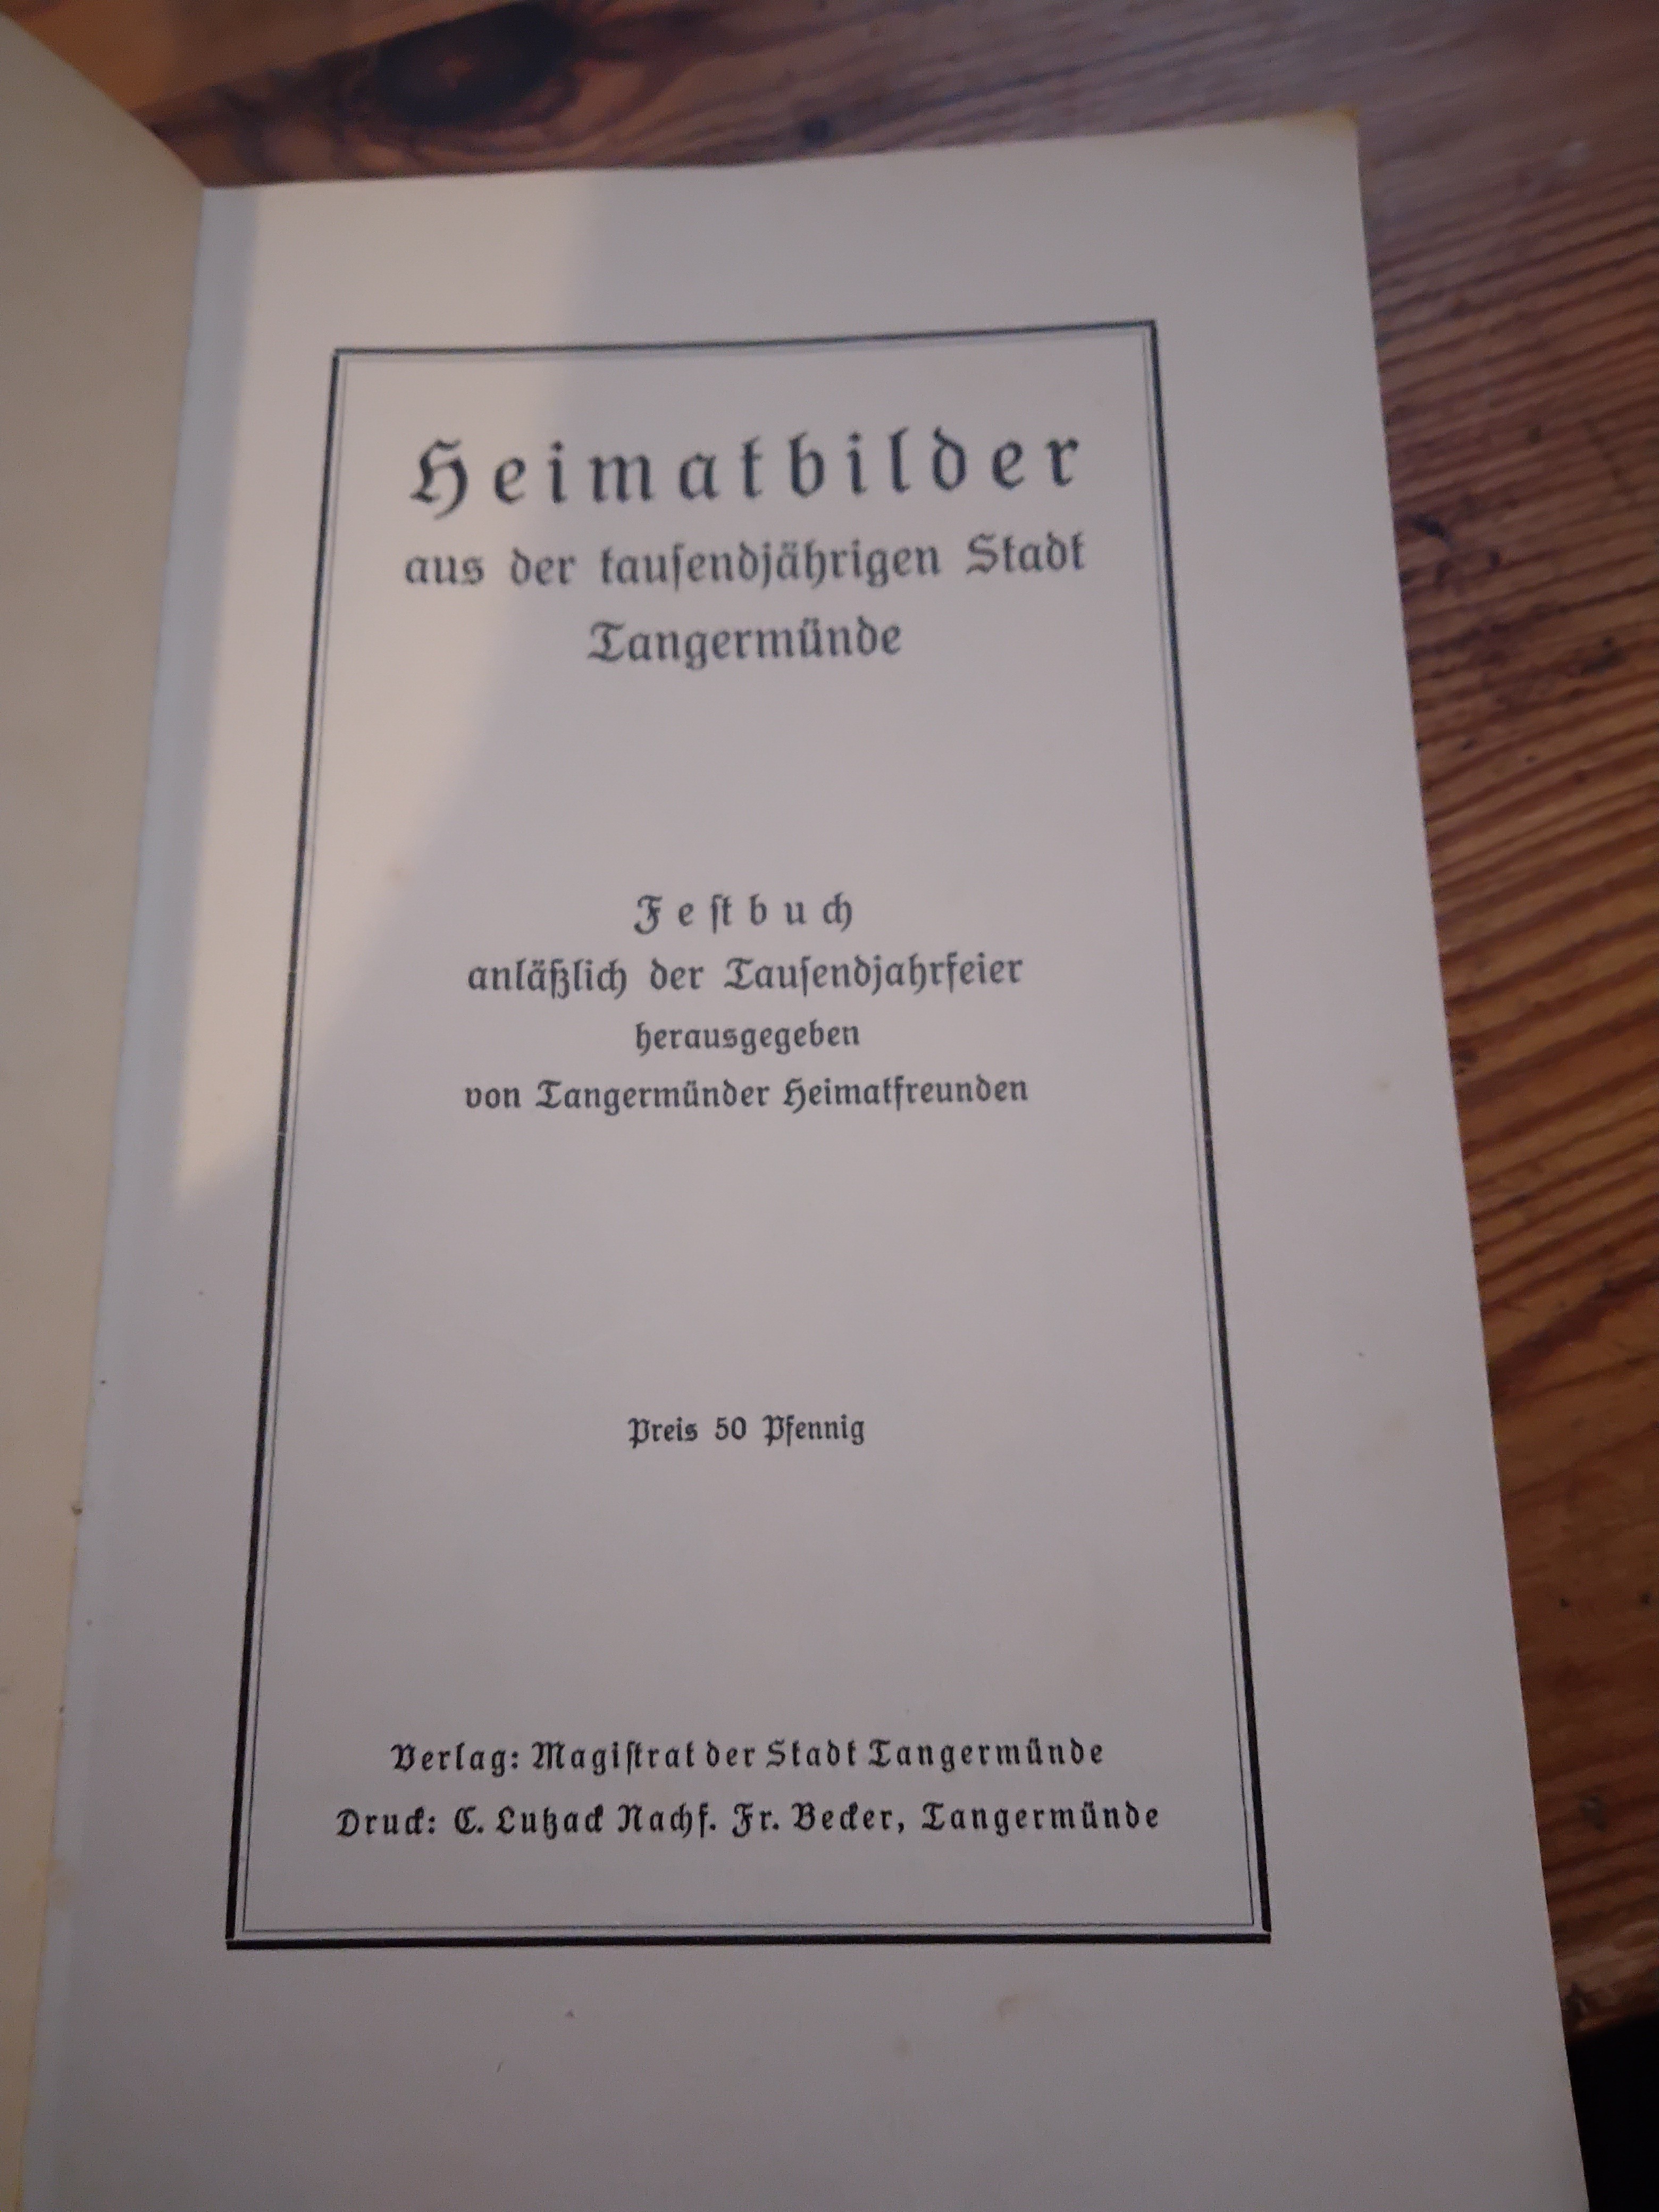 Heimatbilder
aus der tauſendjährigen Stadt
Tangermünde
Feſtbuch
anläßlich der Tauſendjahrfeier
herausgegeben
von Tangermünder Heimatfreunden
Preis 50 Pfennig
Verlag: Magiſtrat der Stadt Tangermünde
Druck: C. Lutzack Nachf. Fr. Becker, Tangermünde